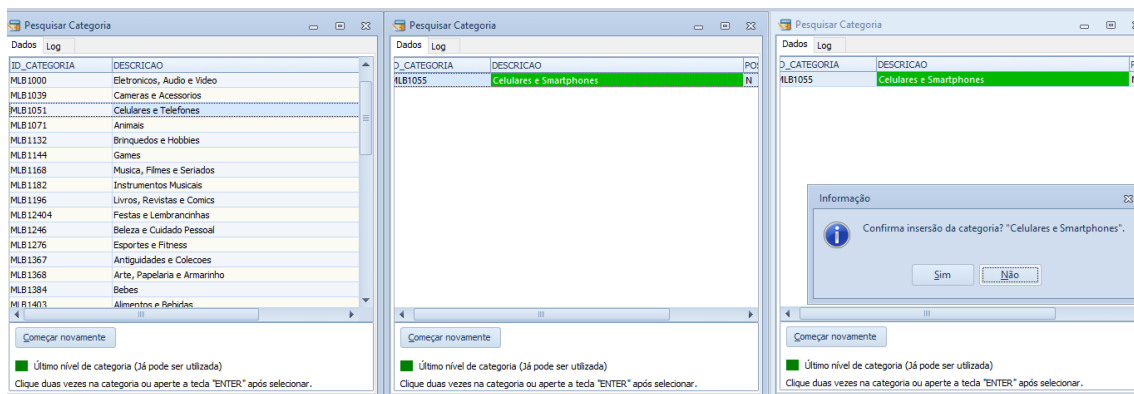 Pesquisar Categoria
Dados Log
ID_CATEGORIA DESCRICAO
MLB1000 Eletronicos, Audio e Video
MLB1039 Cameras e Acessorios
MLB1051 Celulares e Telefones
MLB1071 Animais
MLB1132 Brinquedos e Hobbies
MLB1144 Games
MLB1168 Musica, Filmes e Seriados
MLB1182 Instrumentos Musicais
MLB1196 Livros, Revistas e Comics
MLB12404 Festas e Lembrancinhas
MLB1246 Beleza e Cuidado Pessoal
MLB1276 Esportes e Fitness
MLB1367 Antiguidades e Colecoes
MLB1368 Arte, Papelaria e Armarinho
MLB1384 Bebes
MLB1403 Alimentos e Bebidas
Começar novamente
Último nível de categoria (Já pode ser utilizada)
Clique duas vezes na categoria ou aperte a tecla "ENTER" após selecionar.
Pesquisar Categoria
Dados Log
D_CATEGORIA DESCRICAO POS
MLB1055 Celulares e Smartphones N
Começar novamente
Último nível de categoria (Já pode ser utilizada)
Clique duas vezes na categoria ou aperte a tecla "ENTER" após selecionar.
Pesquisar Categoria
Dados Log
D_CATEGORIA DESCRICAO P
MLB1055 Celulares e Smartphones N
Informação
Confirma insersão da categoria? "Celulares e Smartphones".
Sim Não
Começar novamente
Último nível de categoria (Já pode ser utilizada)
Clique duas vezes na categoria ou aperte a tecla "ENTER" após selecionar.